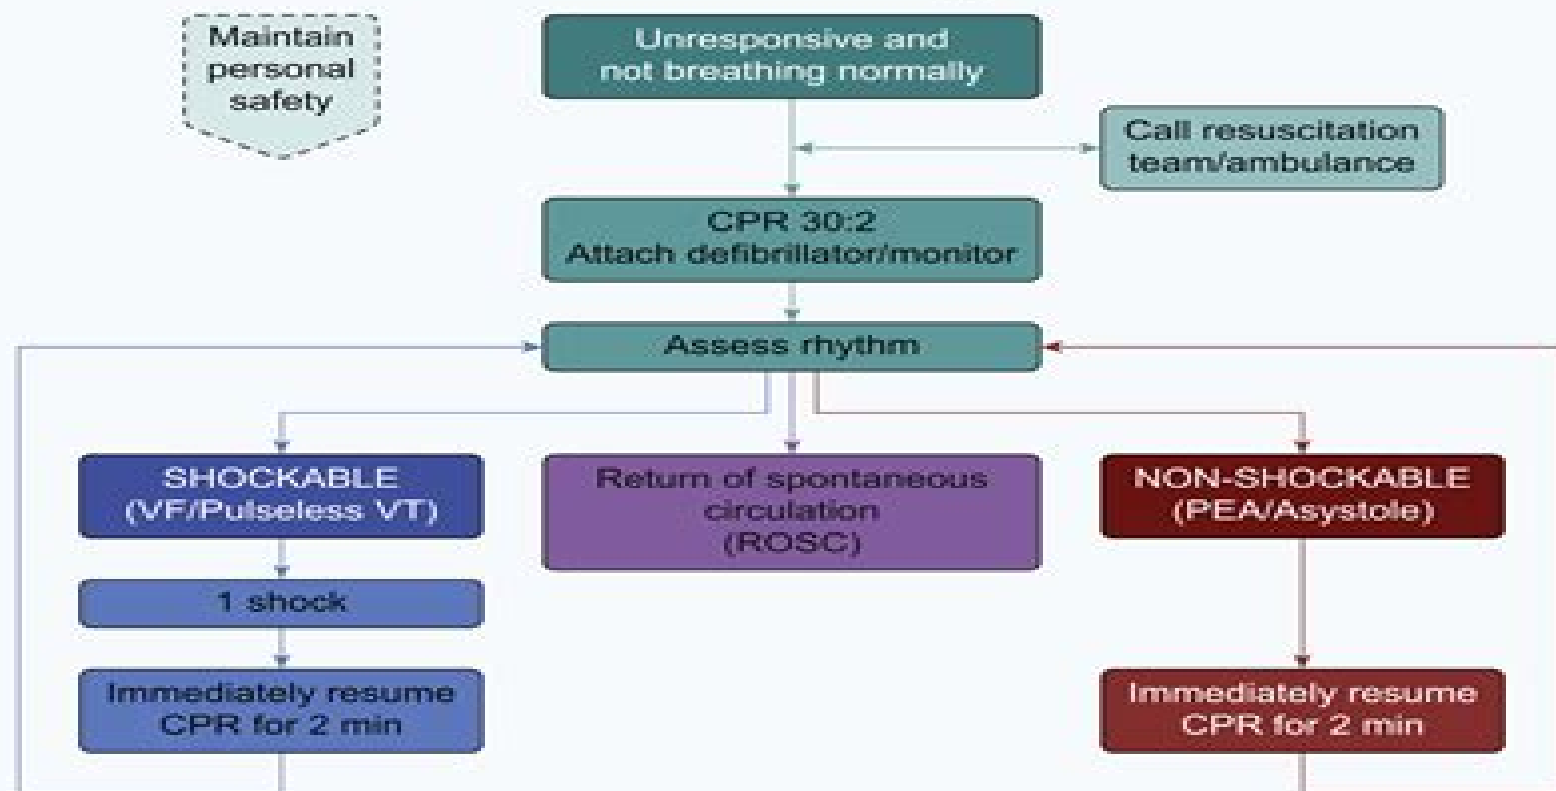 Maintain
personal
safety
Unresponsive and
not breathing normally
Call resuscitation
team/ambulance
CPR 30:2
Attach defibrillator/monitor
Assess rhythm
SHOCKABLE
(VF/Pulseless VT)
Return of spontaneous
circulation
(ROSC)
NON-SHOCKABLE
(PEA/Asystole)
1 shock
Immediately resume
CPR for 2 min
Immediately resume
CPR for 2 min